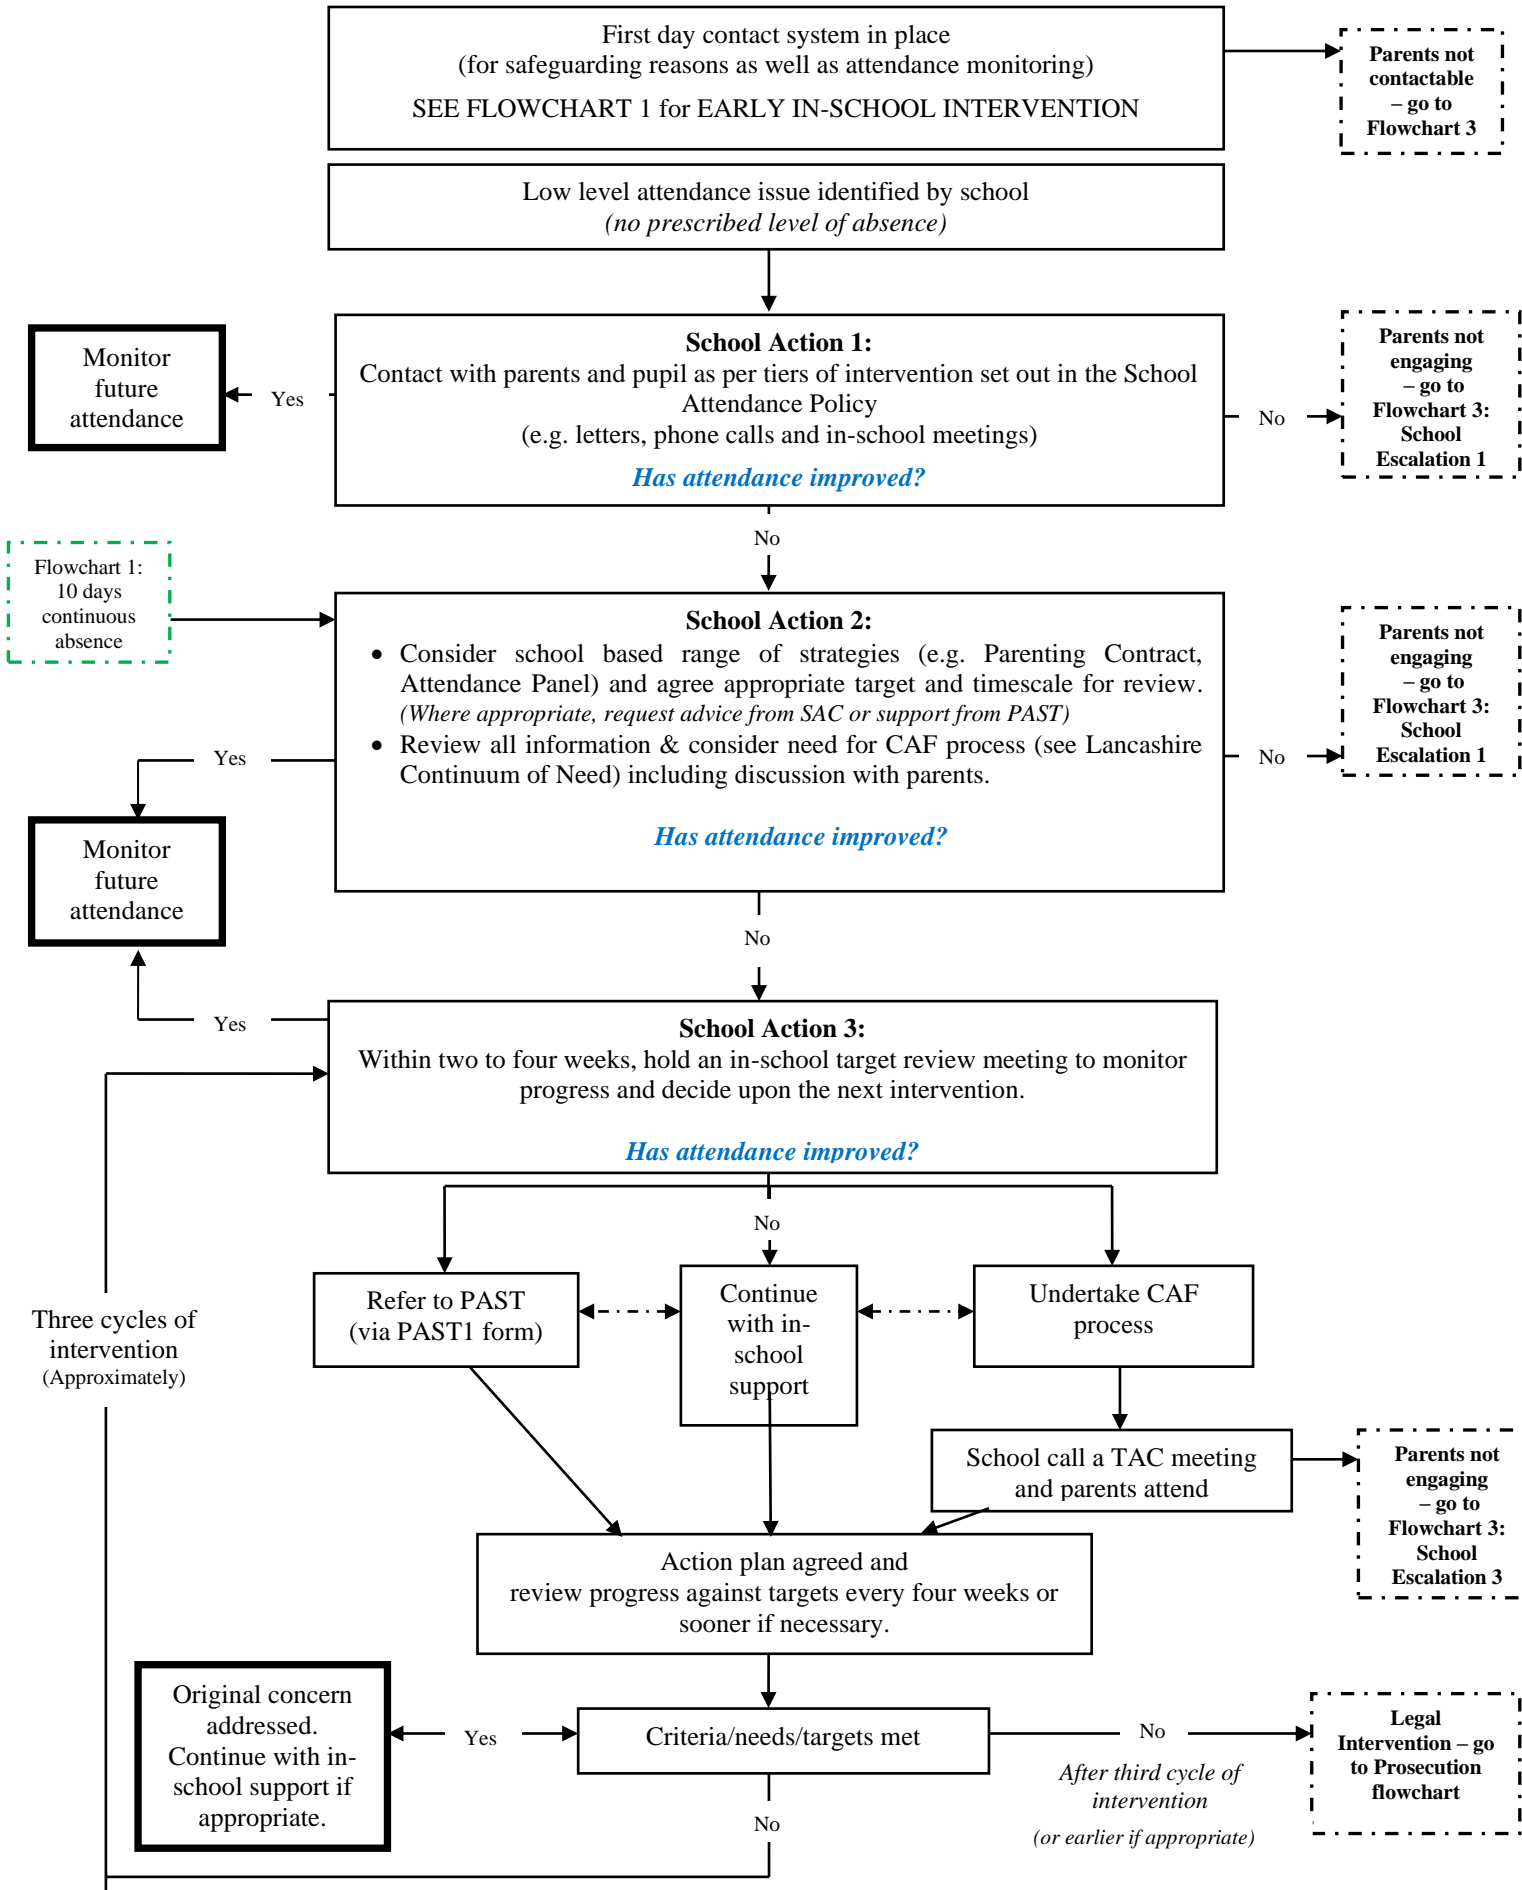 First day contact system in place
(for safeguarding reasons as well as attendance monitoring)
SEE FLOWCHART 1 for EARLY IN-SCHOOL INTERVENTION
Parents not
contactable
– go to
Flowchart 3
Low level attendance issue identified by school
(no prescribed level of absence)
Monitor
future
attendance
Yes
School Action 1:
Contact with parents and pupil as per tiers of intervention set out in the School
Attendance Policy
(e.g. letters, phone calls and in-school meetings)
Has attendance improved?
No
Parents not
engaging
– go to
Flowchart 3:
School
Escalation 1
No
Flowchart 1:
10 days
continuous
absence
School Action 2:
• Consider school based range of strategies (e.g. Parenting Contract,
Attendance Panel) and agree appropriate target and timescale for review.
(Where appropriate, request advice from SAC or support from PAST)
• Review all information & consider need for CAF process (see Lancashire
Continuum of Need) including discussion with parents.
Has attendance improved?
Yes
No
Parents not
engaging
– go to
Flowchart 3:
School
Escalation 1
Monitor
future
attendance
No
Yes
School Action 3:
Within two to four weeks, hold an in-school target review meeting to monitor
progress and decide upon the next intervention.
Has attendance improved?
No
Three cycles of
intervention
(Approximately)
Refer to PAST
(via PAST1 form)
Continue
with in-
school
support
Undertake CAF
process
School call a TAC meeting
and parents attend
Parents not
engaging
– go to
Flowchart 3:
School
Escalation 3
Action plan agreed and
review progress against targets every four weeks or
sooner if necessary.
Original concern
addressed.
Continue with in-
school support if
appropriate.
Yes
Criteria/needs/targets met
No
After third cycle of
intervention
(or earlier if appropriate)
Legal
Intervention – go
to Prosecution
flowchart
No